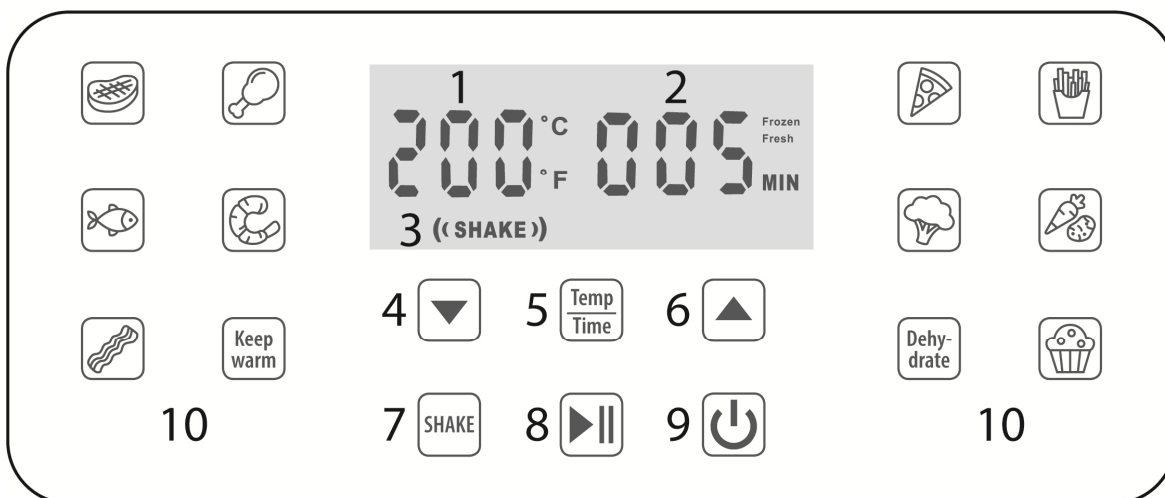 1
2
200 °C
°F
005
Frozen
Fresh
MIN
3 ((SHAKE))
4
5 Temp
Time
6
Keep
warm
Dehy-
drate
10
7 SHAKE
8
9
10